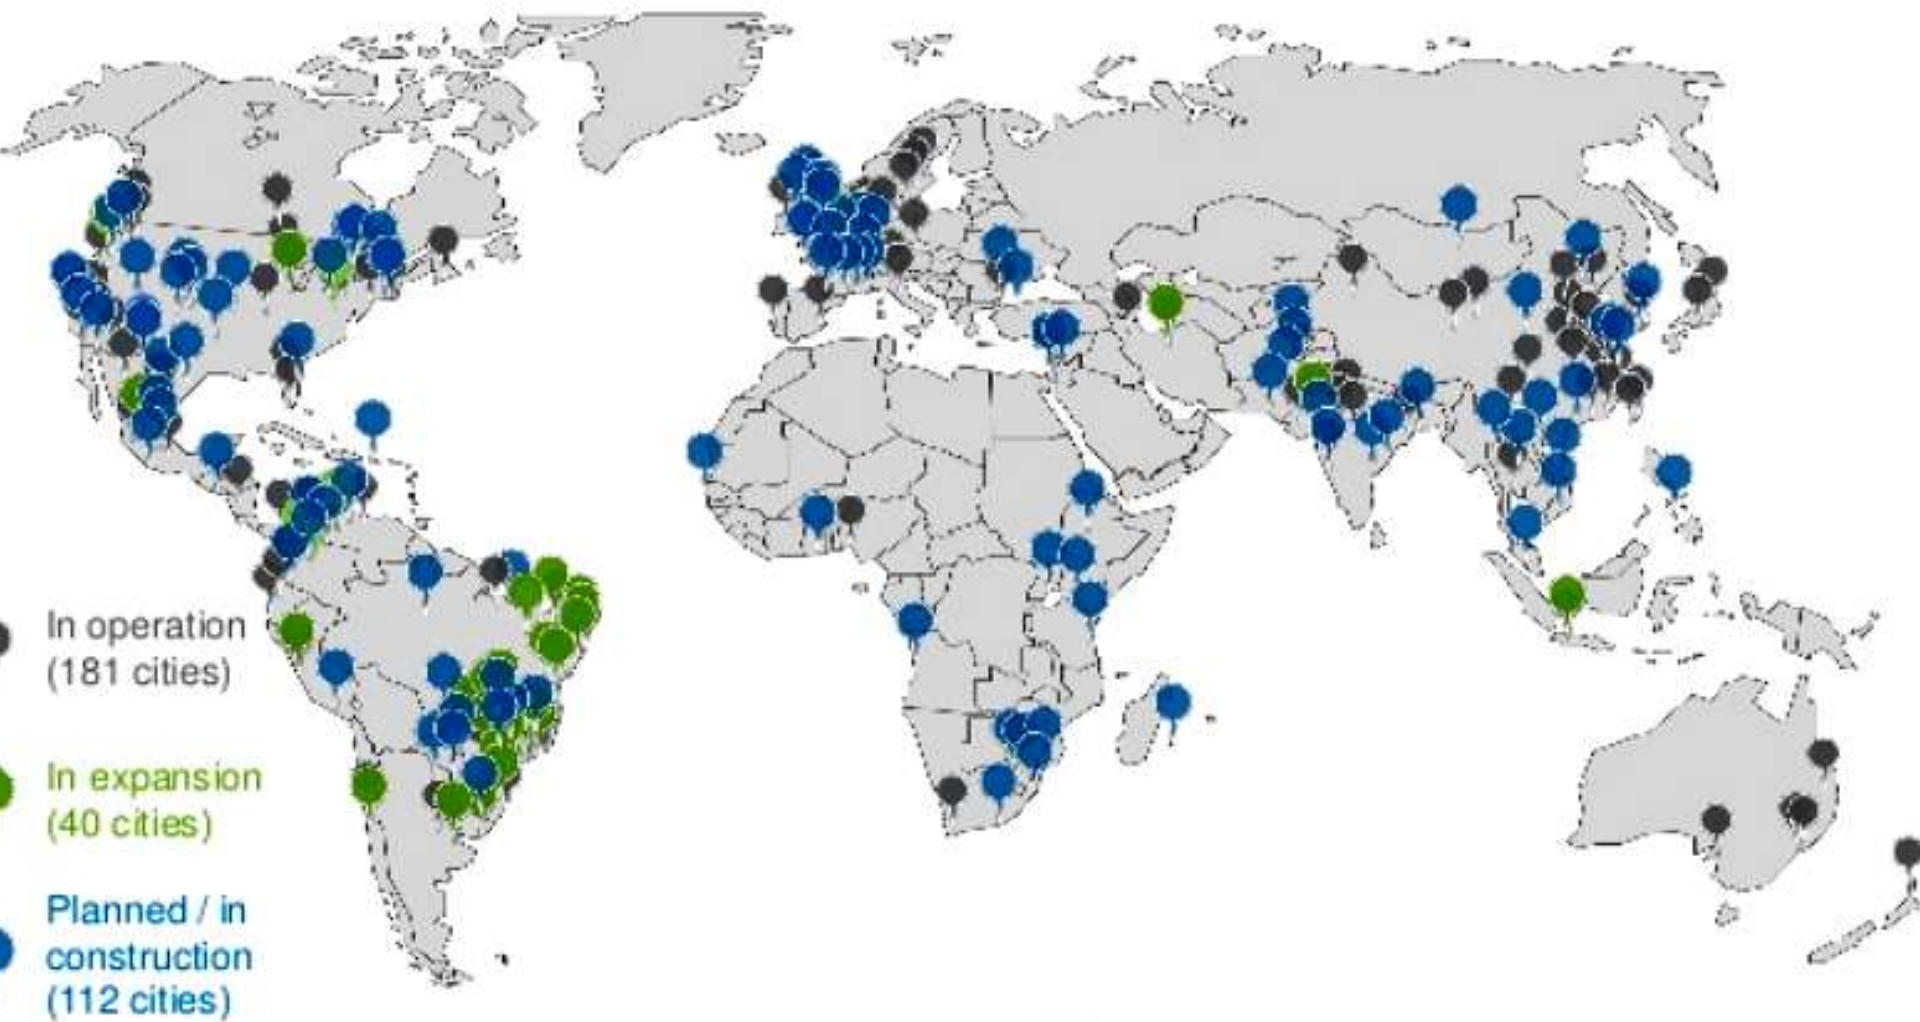 In operation
(181 cities)
In expansion
(40 cities)
Planned / in
construction
(112 cities)